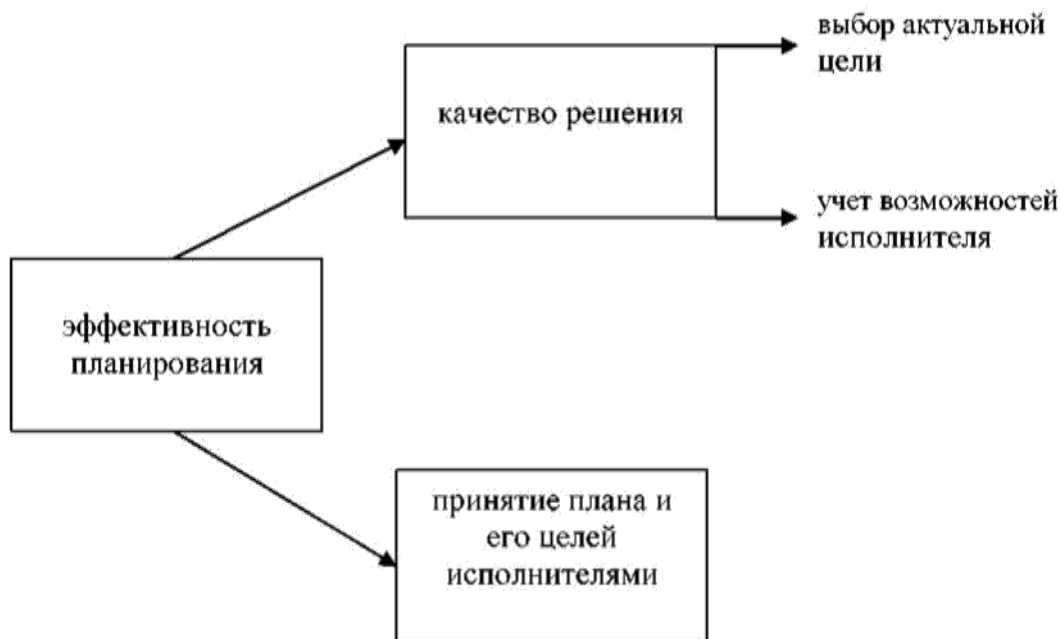 выбор актуальной
цели
качество решения
учет возможностей
исполнителя
эффективность
планирования
принятие плана и
его целей
исполнителями